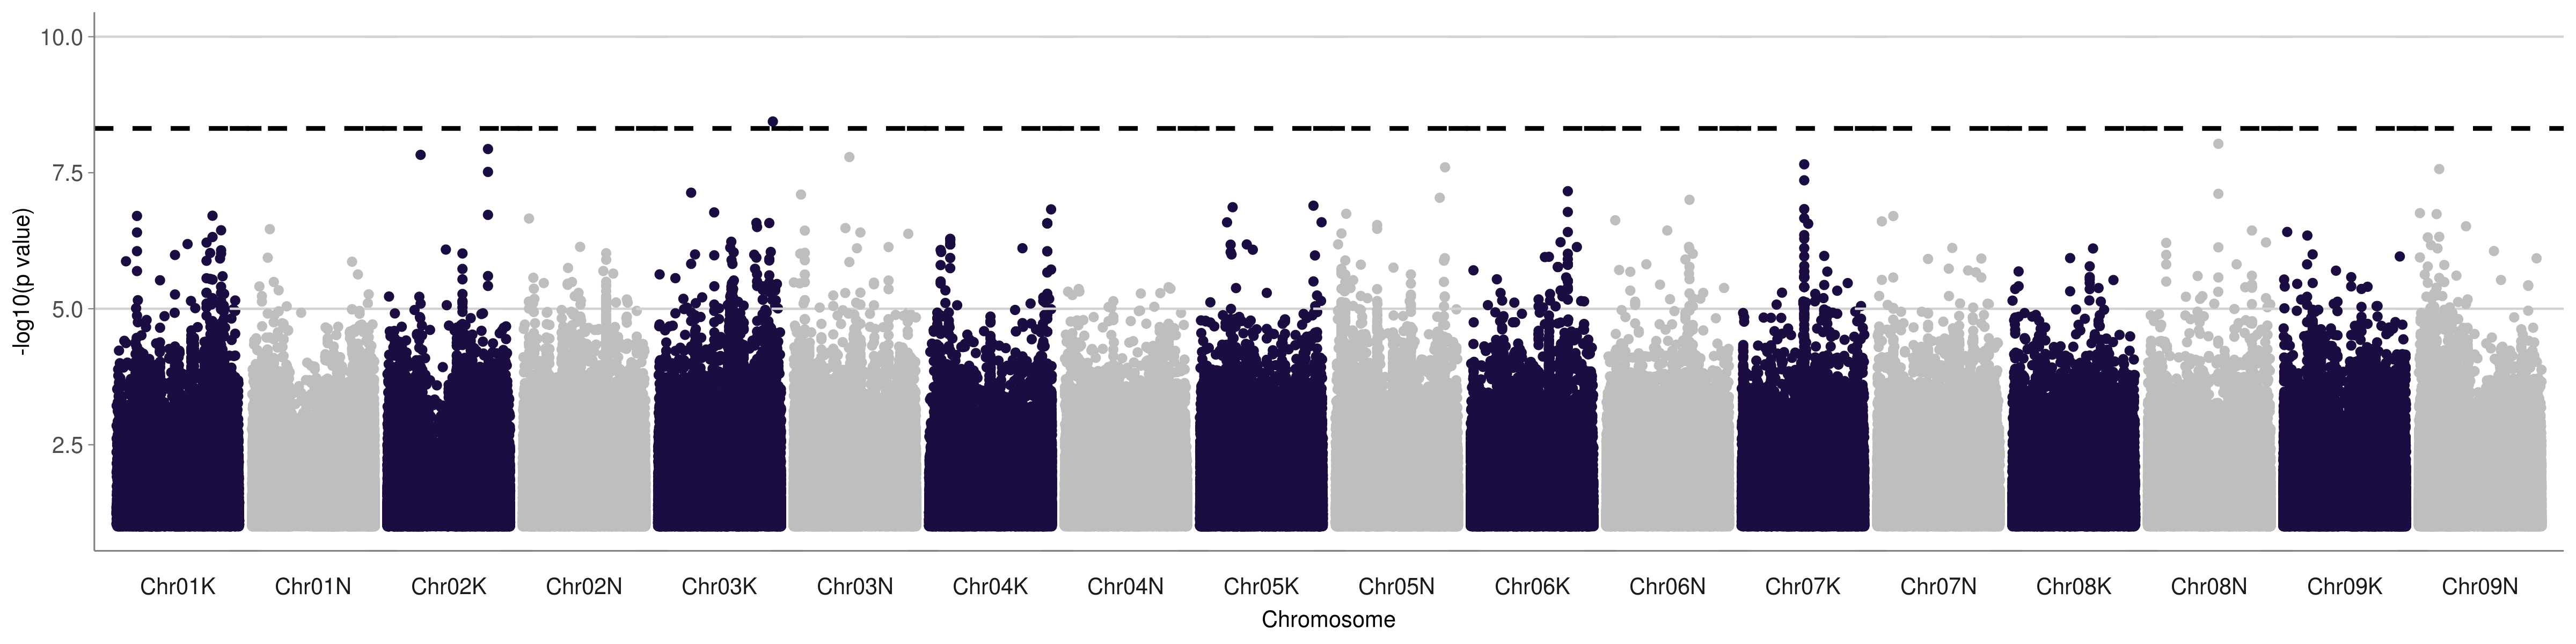 10.0
7.5
5.0
2.5
-log10(p value)
Chr01K Chr01N Chr02K Chr02N Chr03K Chr03N Chr04K Chr04N Chr05K Chr05N Chr06K Chr06N Chr07K Chr07N Chr08K Chr08N Chr09K Chr09N
Chromosome